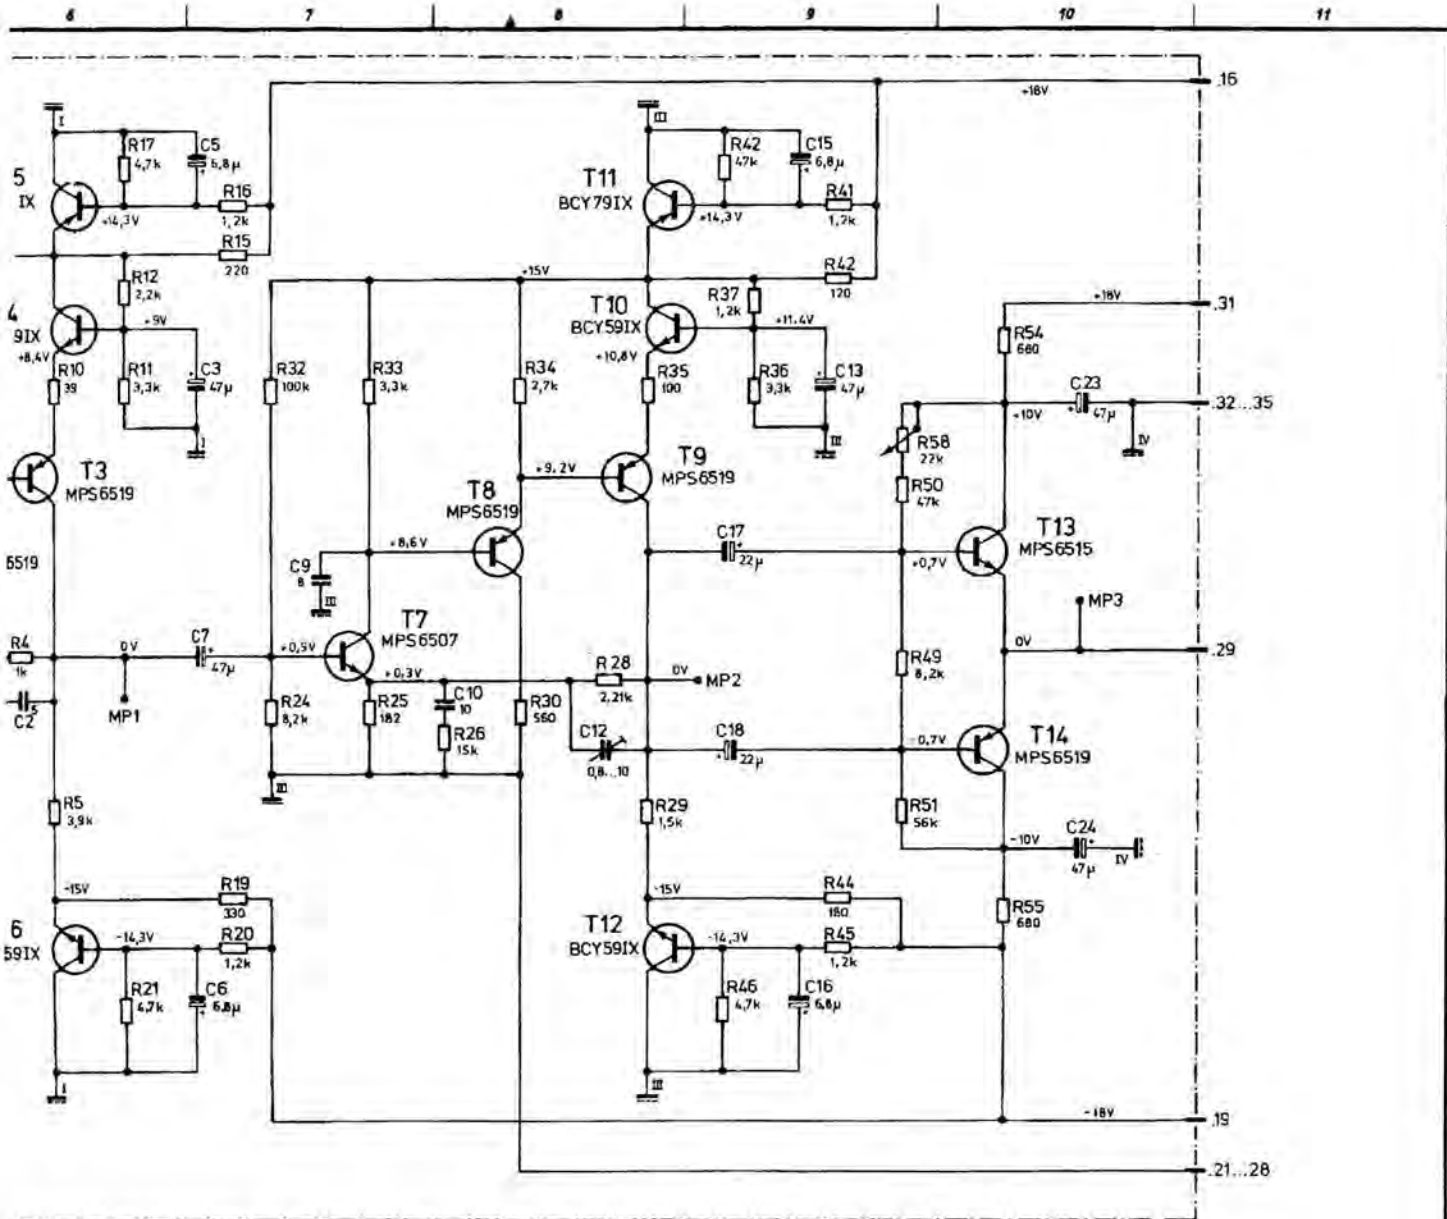 6 7 8 9 10 11
.16
+18V
I
R17
4,7k
C5
6,8µ
III
R42
47k
C15
6,8µ
5
IX
+14,3V
R16
1,2k
T11
BCY79IX
+14,3V
R41
1,2k
R15
220
R12
2,2k
+15V
R42
120
+18V
.31
4
9IX
+9V
+8,4V
T10
BCY59IX
R37
1,2k
+11.4V
+10,8V
R54
680
R10
39
R11
3,3k
C3
47µ
R32
100k
R33
3,3k
R34
2,7k
R35
100
R36
3,3k
C13
47µ
C23
47µ
+10V
.32...35
I
III
IV
R58
22k
T3
MPS6519
+9.2V
T9
MPS6519
R50
47k
T8
MPS6519
6519
C9
8
III
+8,6V
C17
22µ
+0,7V
T13
MPS6515
MP3
T7
MPS6507
R4
1k
0V
C7
47µ
+0,9V
+0,3V
R28
2,21k
0V
MP2
R49
8,2k
0V
.29
C2
5
MP1
R24
8,2k
R25
182
C10
10
R26
15k
R30
560
C12
0,8...10
C18
22µ
-0,7V
T14
MPS6519
III
R5
3,9k
R29
1,5k
R51
56k
-10V
C24
47µ
IV
-15V
R19
330
-15V
R44
180
R55
680
6
59IX
-14,3V
R20
1,2k
T12
BCY59IX
-14,3V
R45
1,2k
R21
4,7k
C6
6,8µ
R46
4,7k
C16
6,8µ
I
III
-18V
.19
.21...28